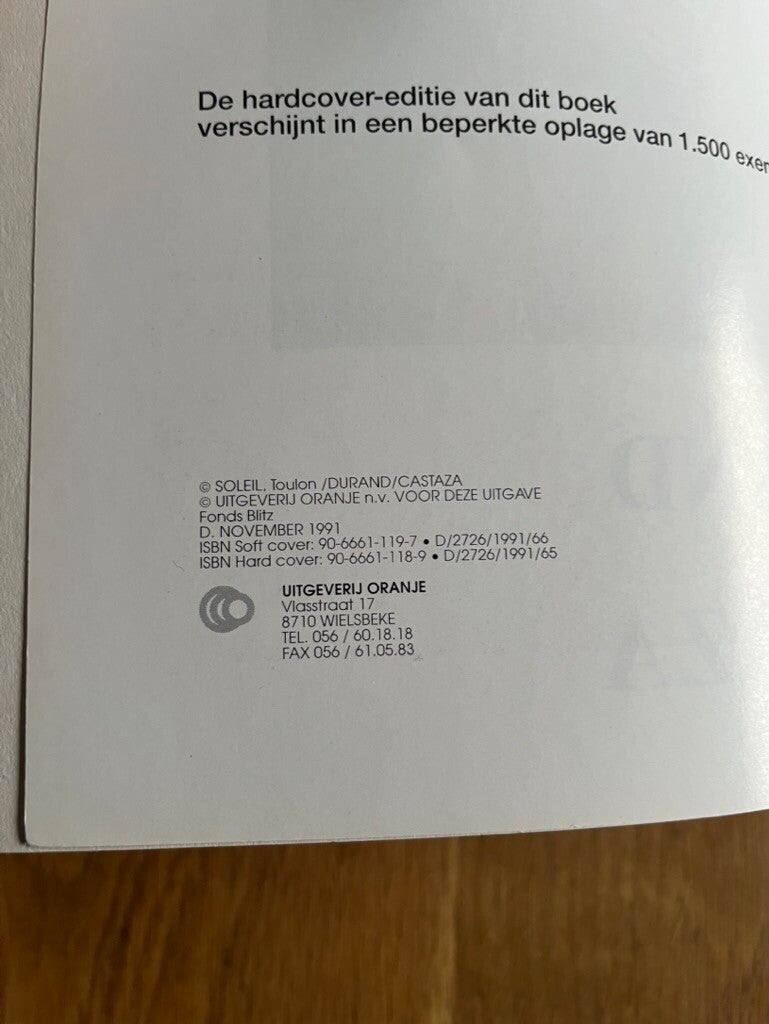 De hardcover-editie van dit boek
verschijnt in een beperkte oplage van 1.500 exem
© SOLEIL, Toulon /DURAND/CASTAZA
© UITGEVERIJ ORANJE n.v. VOOR DEZE UITGAVE
Fonds Blitz
D. NOVEMBER 1991
ISBN Soft cover: 90-6661-119-7 • D/2726/1991/66
ISBN Hard cover: 90-6661-118-9 • D/2726/1991/65
UITGEVERIJ ORANJE
Vlasstraat 17
8710 WIELSBEKE
TEL. 056 / 60.18.18
FAX 056 / 61.05.83